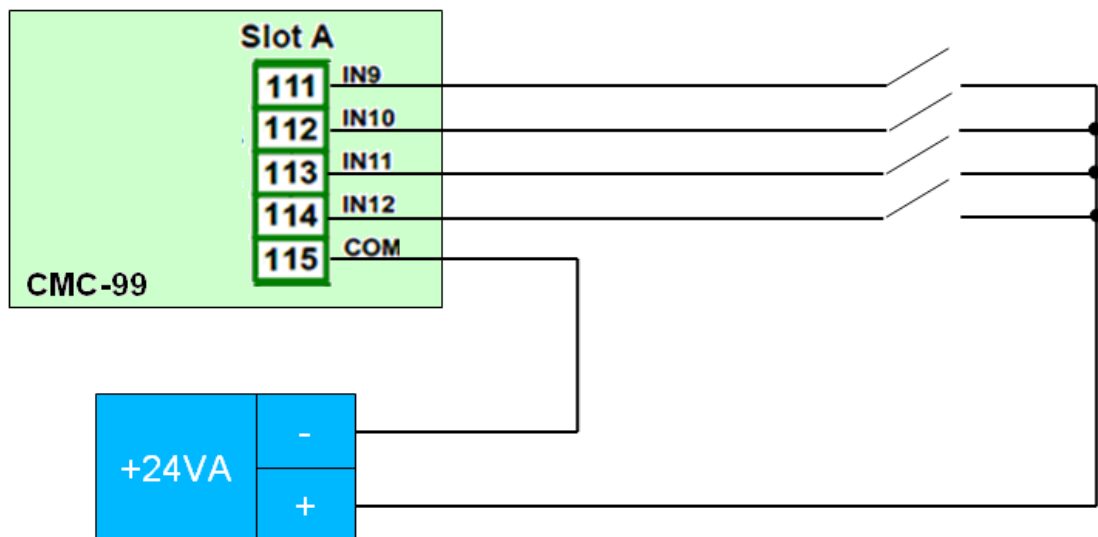 Slot A
111 IN9
112 IN10
113 IN11
114 IN12
115 COM
CMC-99
-
+24VA
+